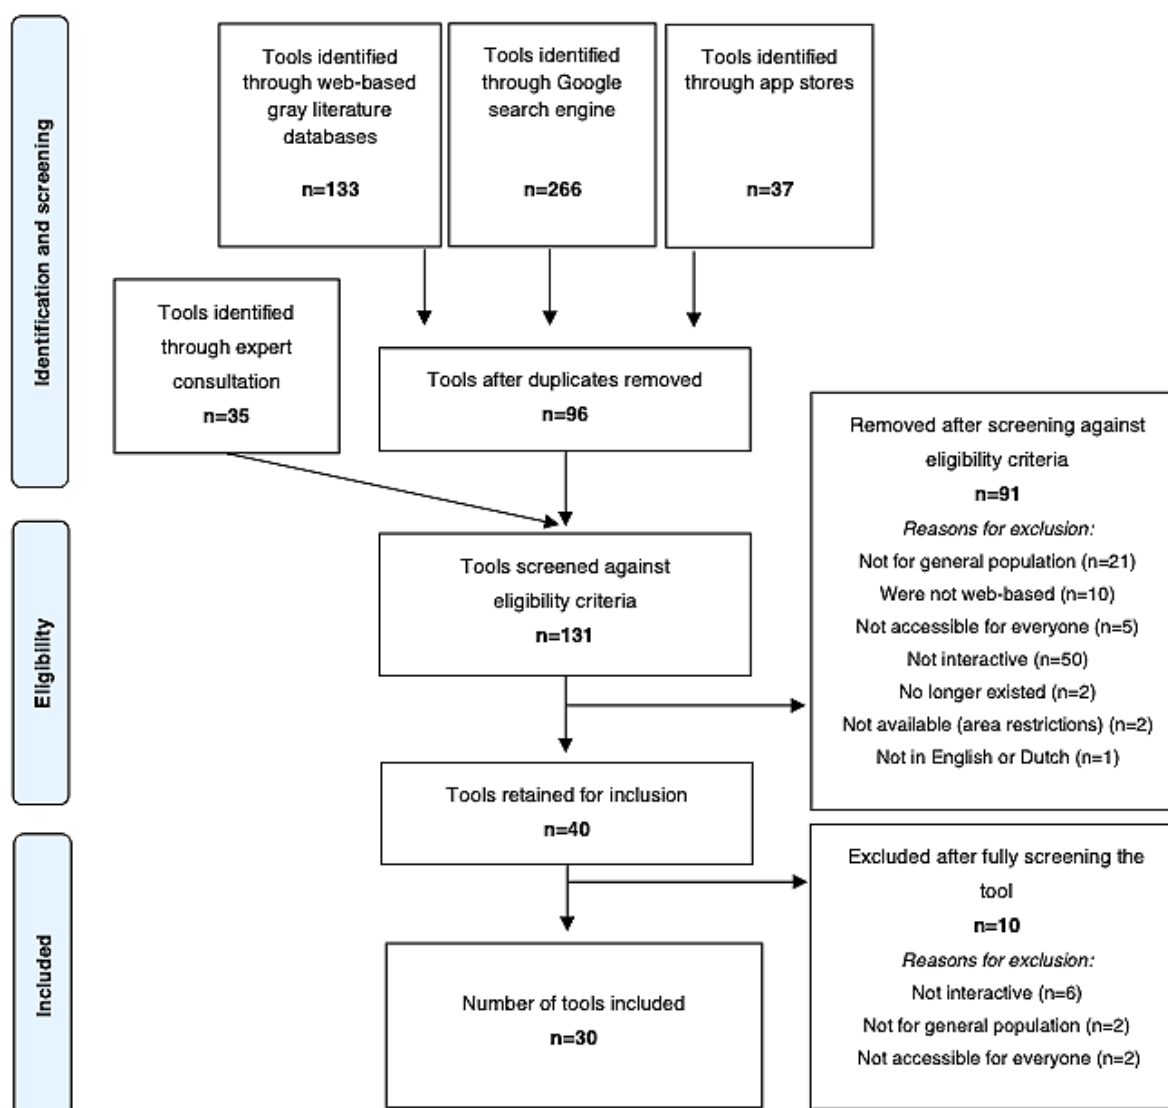 Identification and screening
Tools identified
through web-based
gray literature
databases
n=133
Tools identified
through Google
search engine
n=266
Tools identified
through app stores
n=37
Tools identified
through expert
consultation
n=35
Tools after duplicates removed
n=96
Removed after screening against
eligibility criteria
n=91
Reasons for exclusion:
Not for general population (n=21)
Were not web-based (n=10)
Not accessible for everyone (n=5)
Not interactive (n=50)
No longer existed (n=2)
Not available (area restrictions) (n=2)
Not in English or Dutch (n=1)
Eligibility
Tools screened against
eligibility criteria
n=131
Tools retained for inclusion
n=40
Included
Excluded after fully screening the
tool
n=10
Reasons for exclusion:
Not interactive (n=6)
Not for general population (n=2)
Not accessible for everyone (n=2)
Number of tools included
n=30